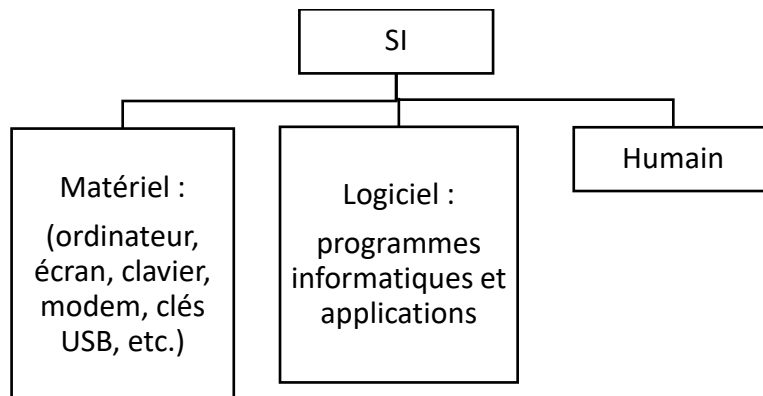 SI
Matériel :
(ordinateur,
écran, clavier,
modem, clés
USB, etc.)
Logiciel :
programmes
informatiques et
applications
Humain